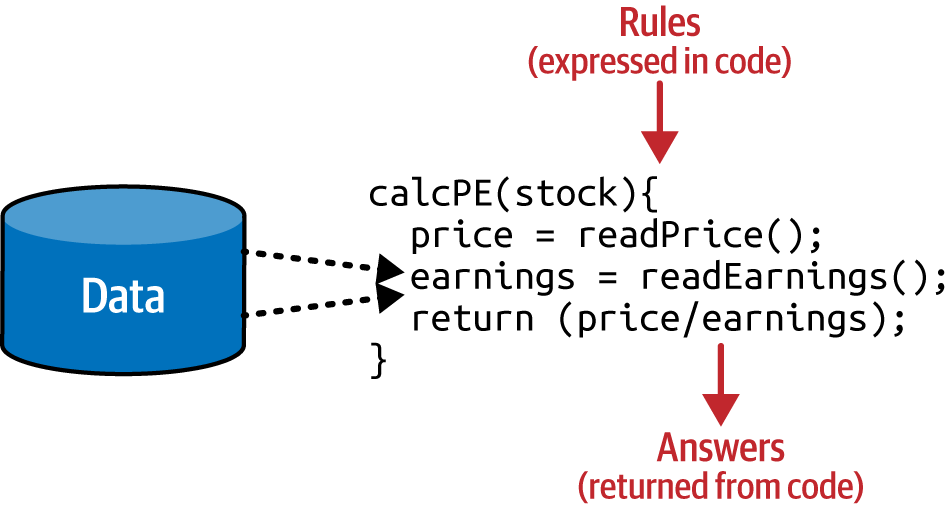 Rules
(expressed in code)
calcPE(stock){
  price = readPrice();
Data
  earnings = readEarnings();
  return (price/earnings);
}
Answers
(returned from code)